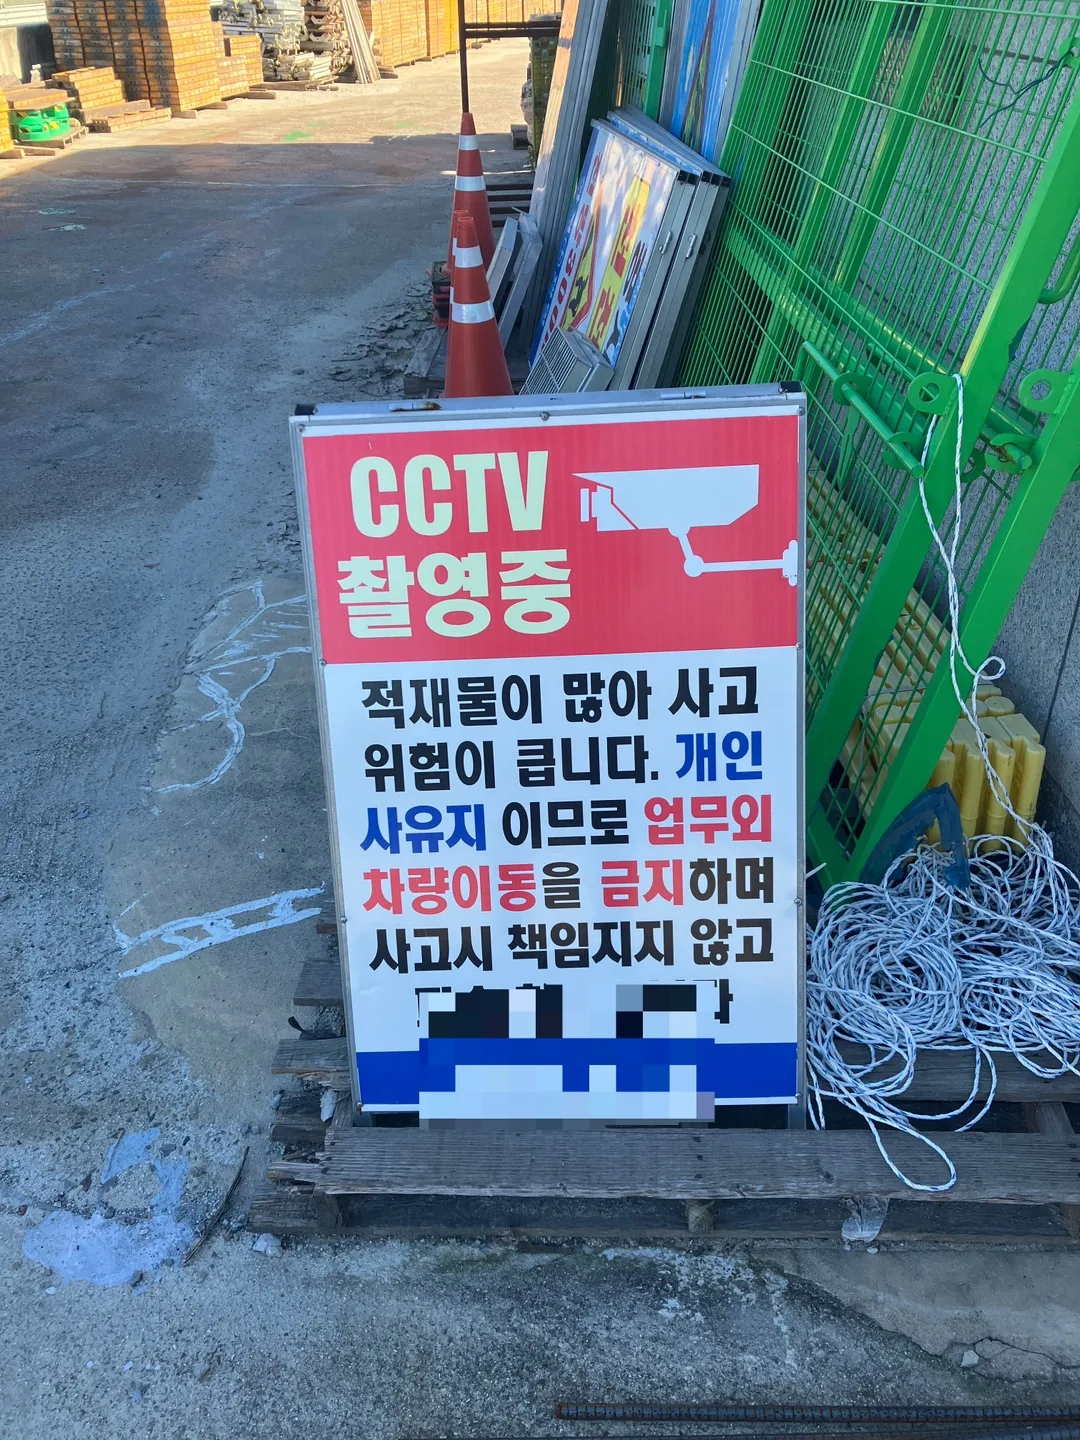 CCTV
촬영중
적재물이 많아 사고
위험이 큽니다. 개인
사유지 이므로 업무외
차량이동을 금지하며
사고시 책임지지 않고